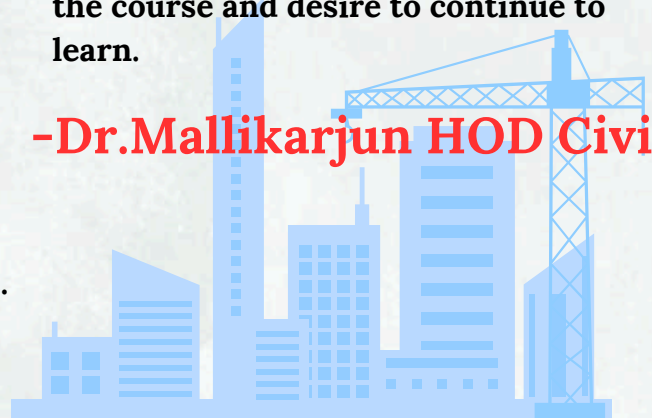 the course and desire to continue to
learn.
-Dr.Mallikarjun HOD Civi
.